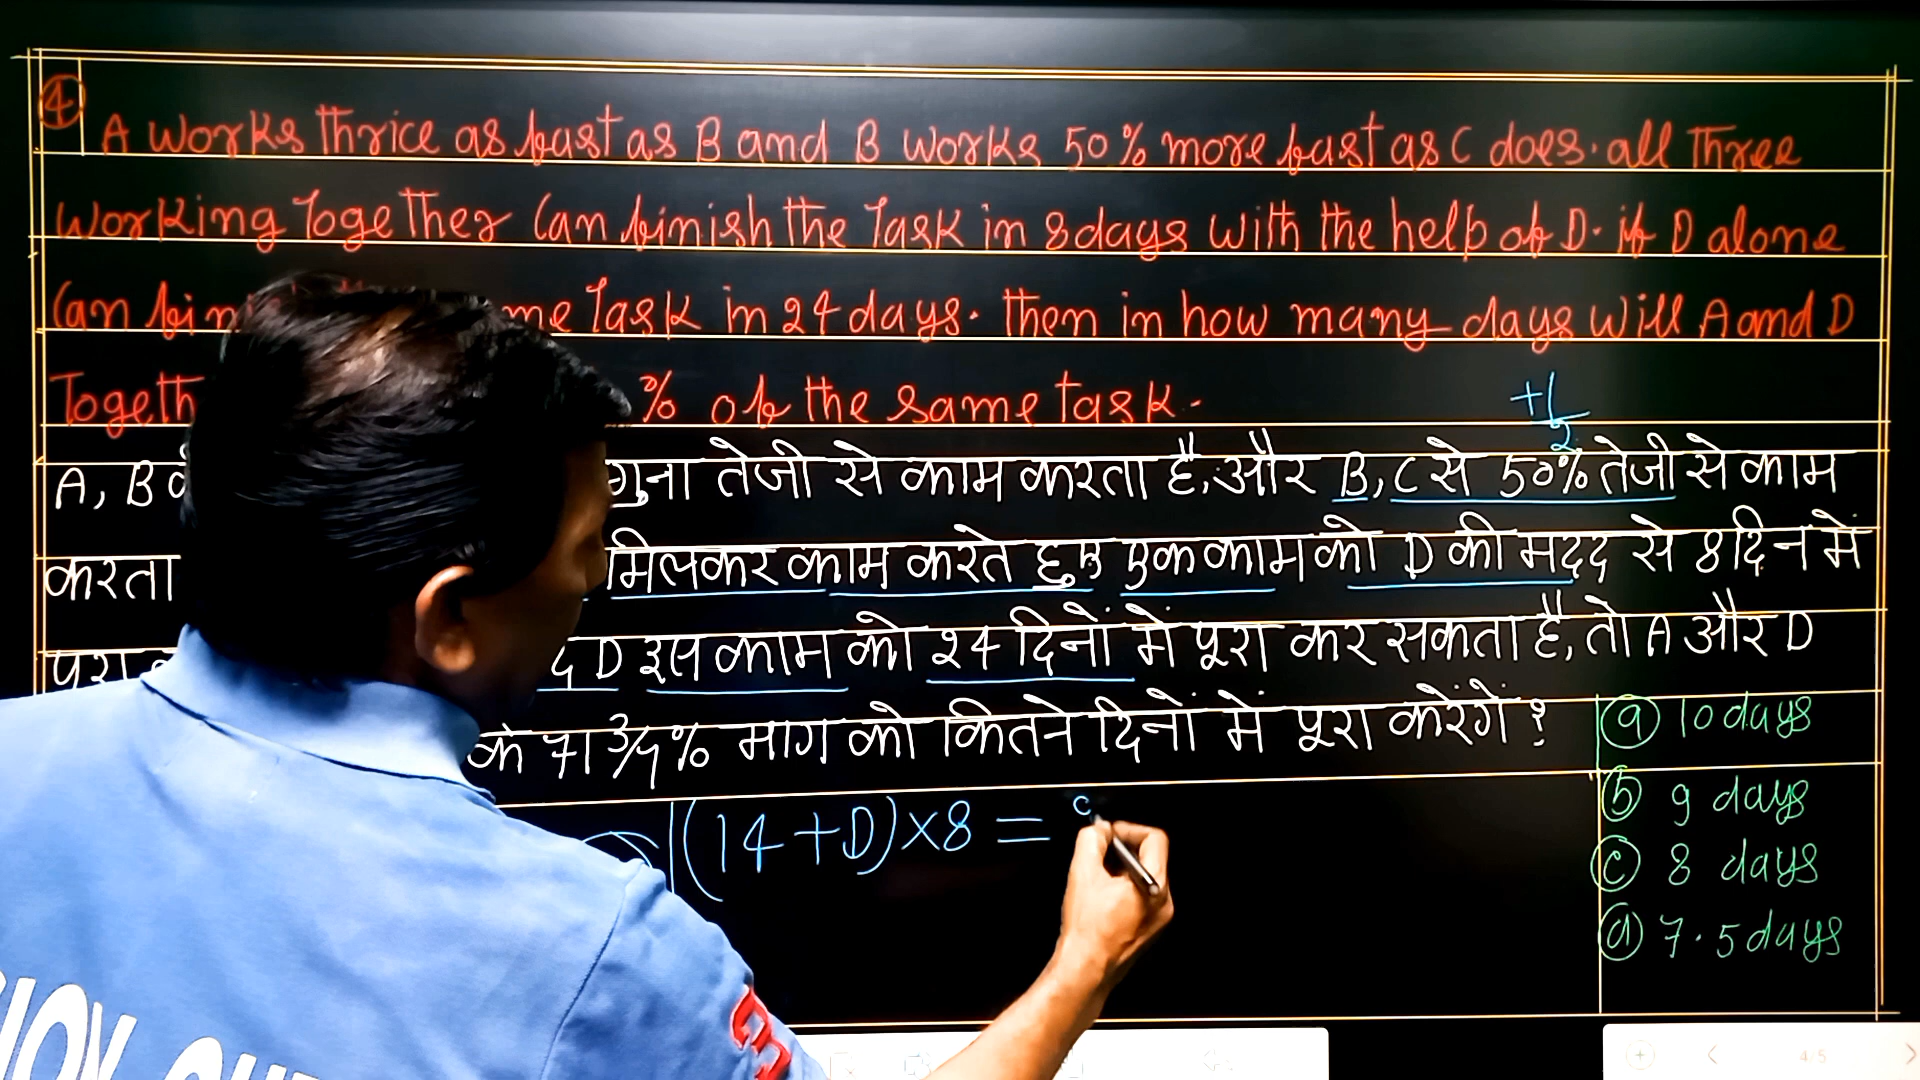 4
A works thrice as fast as B and B works 50% more fast as C does. all Three
working Together Can finish the Task in 8days with the help of D. if D alone
Can fin me Task in 24 days. then in how many days will A and D
Togeth % of the same task.
+1/2
A, B गुना तेजी से काम करता है, और B, C से 50% तेजी से काम
करता मिलकर काम करते हुए एक काम को D की मदद से 8 दिन में
D इस काम को 24 दिनों में पूरा कर सकता है, तो A और D
के 71 3/7% भाग को कितने दिनों में पूरा करेंगें ?
(a) 10 days
(b) 9 days
(c) 8 days
(d) 7.5 days
(14+D)×8 =
4/5